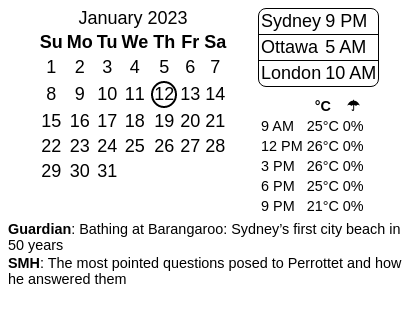 January 2023
Su Mo Tu We Th Fr Sa
1 2 3 4 5 6 7
8 9 10 11 12 13 14
15 16 17 18 19 20 21
22 23 24 25 26 27 28
29 30 31
Sydney 9 PM
Ottawa 5 AM
London 10 AM
°C ☂
9 AM 25°C 0%
12 PM 26°C 0%
3 PM 26°C 0%
6 PM 25°C 0%
9 PM 21°C 0%
Guardian: Bathing at Barangaroo: Sydney’s first city beach in
50 years
SMH: The most pointed questions posed to Perrottet and how
he answered them